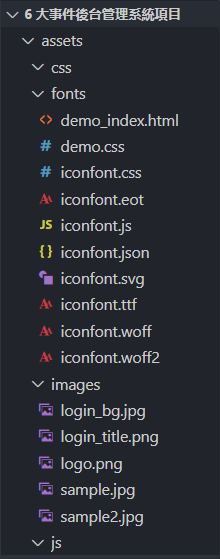 6 大事件後台管理系統項目
assets
css
fonts
demo_index.html
demo.css
iconfont.css
iconfont.eot
JS iconfont.js
{ } iconfont.json
iconfont.svg
iconfont.ttf
iconfont.woff
iconfont.woff2
images
login_bg.jpg
login_title.png
logo.png
sample.jpg
sample2.jpg
js